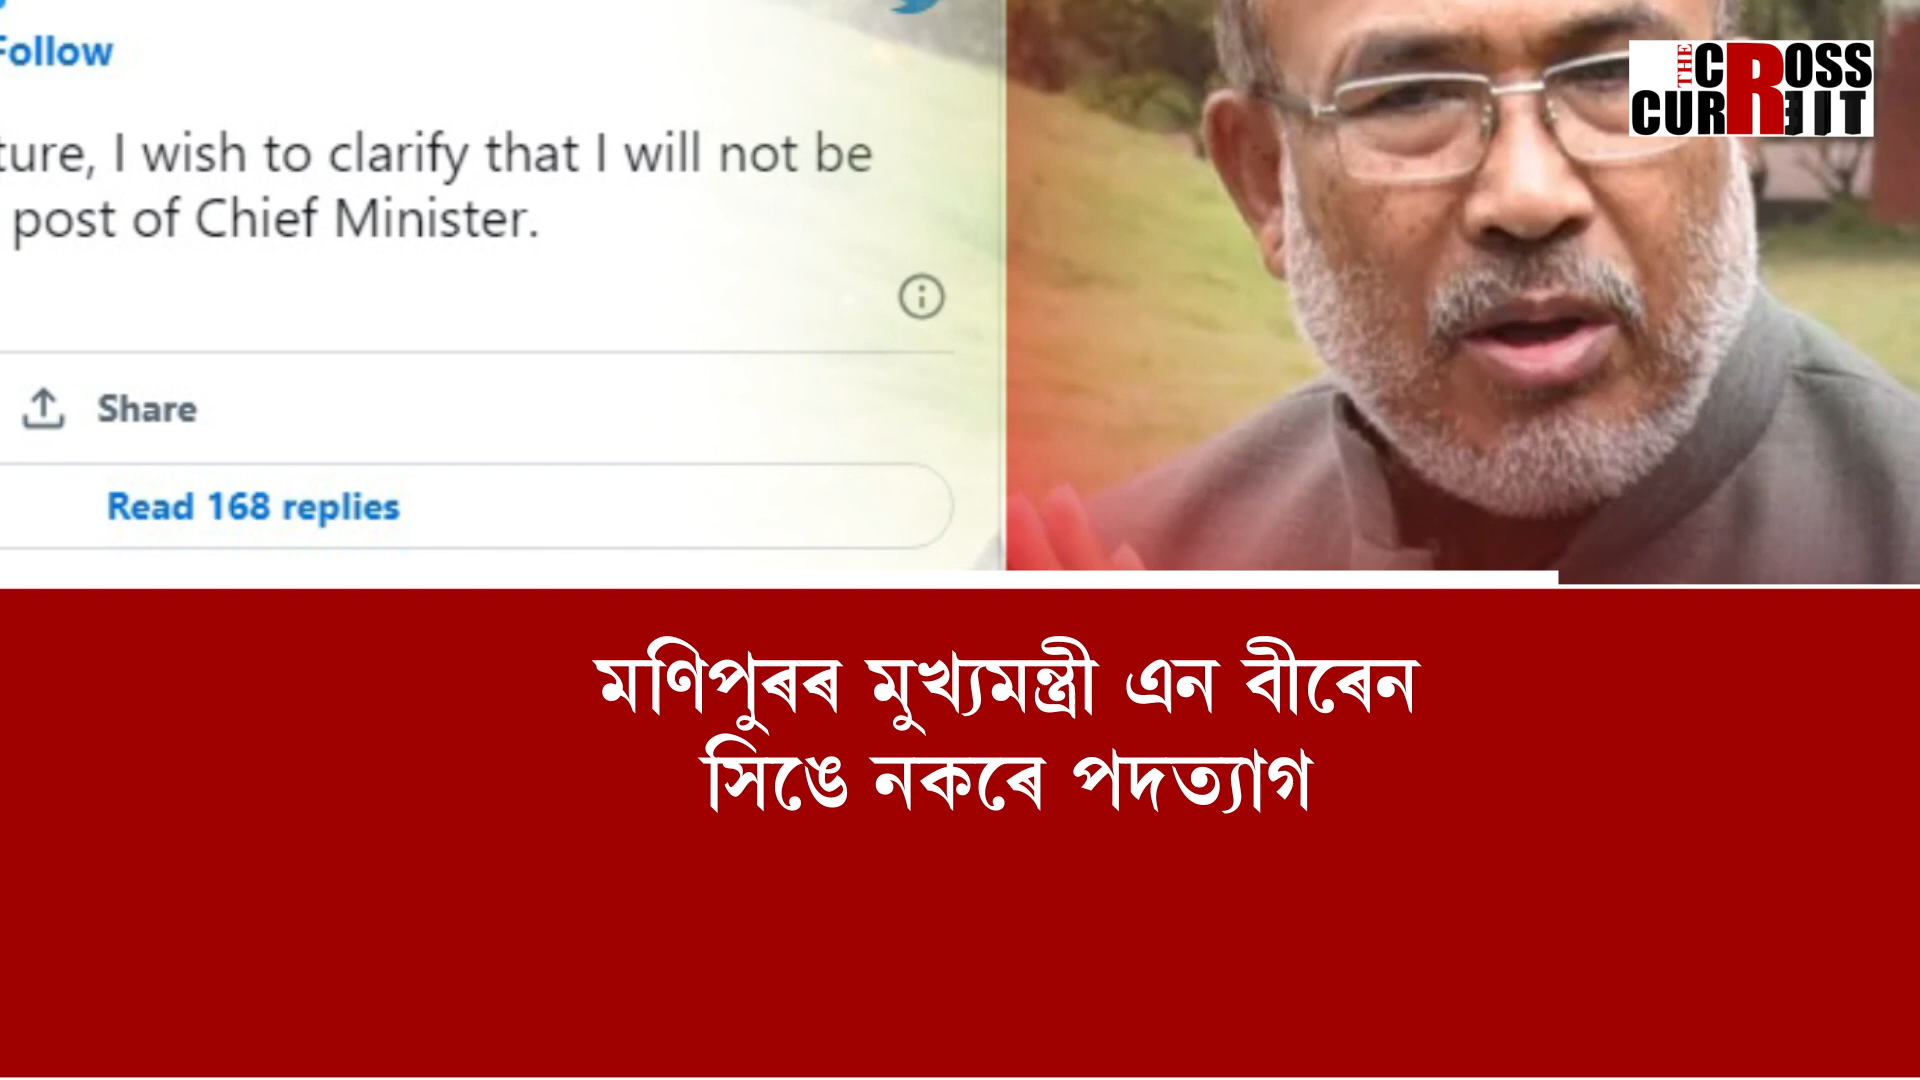 Follow
ture, I wish to clarify that I will not be
post of Chief Minister.
Share
Read 168 replies
THE CROSS
CURRENT
মণিপুৰৰ মুখ্যমন্ত্ৰী এন বীৰেন
সিঙে নকৰে পদত্যাগ